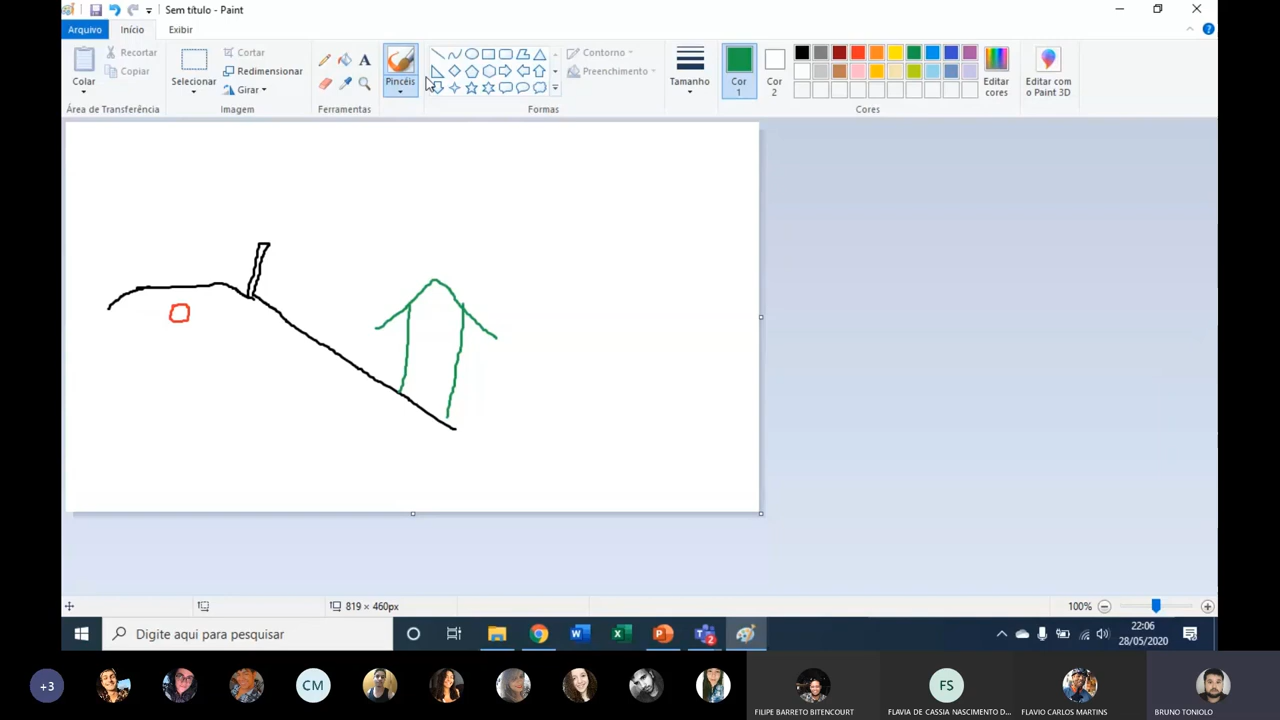 Sem título - Paint
Arquivo Início Exibir
Colar
Recortar
Copiar
Área de Transferência
Selecionar
Cortar
Redimensionar
Girar
Imagem
A
Ferramentas
Pincéis
Contorno
Preenchimento
Formas
Tamanho
Cor 1
Cor 2
Editar cores
Cores
Editar com o Paint 3D
819 × 460px
100%
Digite aqui para pesquisar
22:06
28/05/2020
+3
CM
FS
FILIPE BARRETO BITENCOURT
FLAVIA DE CASSIA NASCIMENTO D...
FLAVIO CARLOS MARTINS
BRUNO TONIOLO